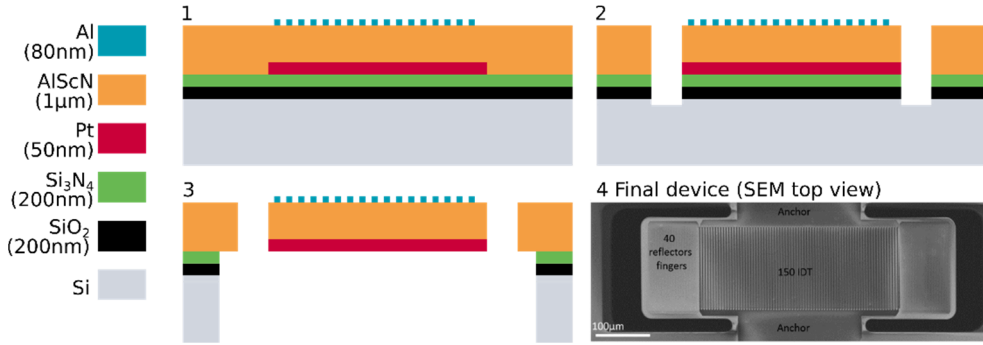 Al
(80nm)
AlScN
(1µm)
Pt
(50nm)
Si₃N₄
(200nm)
SiO₂
(200nm)
Si
1
2
3
4 Final device (SEM top view)
Anchor
40
reflectors
fingers
150 IDT
Anchor
100µm